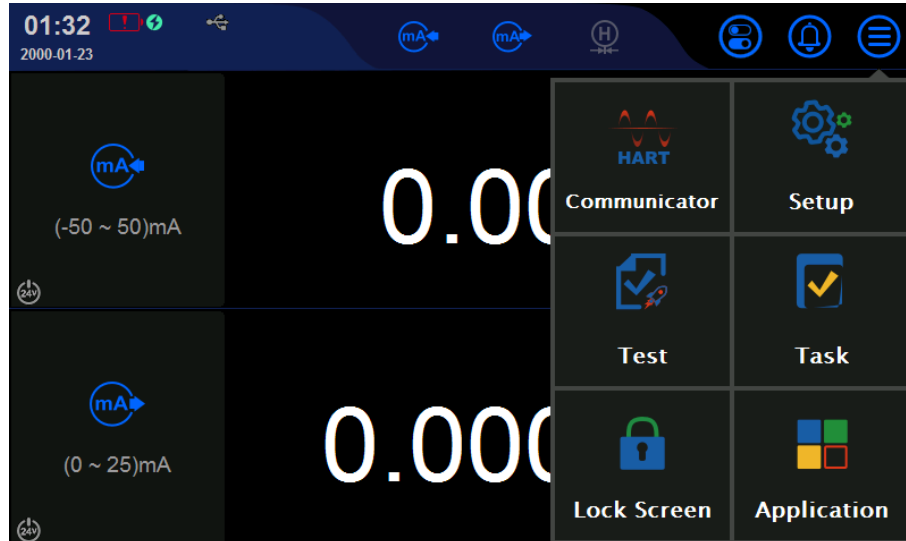 01:32
2000-01-23
mA
mA
H
mA
(-50 ~ 50)mA
24V
0.00
mA
(0 ~ 25)mA
24V
0.000
HART
Communicator
Setup
Test
Task
Lock Screen
Application